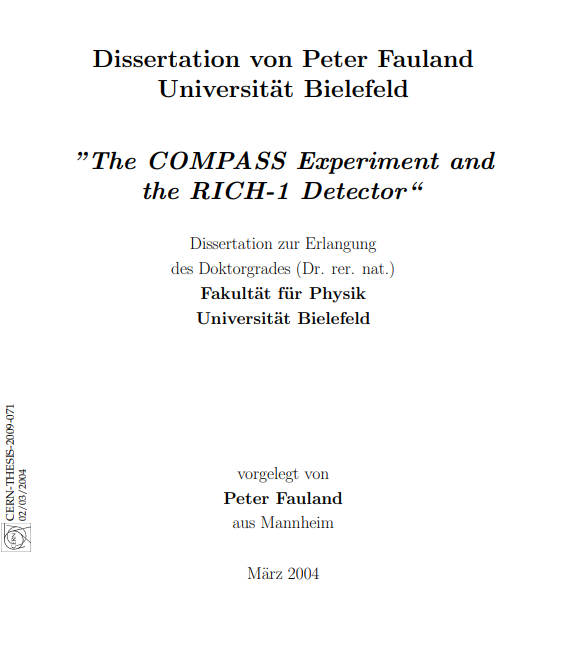 Dissertation von Peter Fauland
Universität Bielefeld
”The COMPASS Experiment and
the RICH-1 Detector“
Dissertation zur Erlangung
des Doktorgrades (Dr. rer. nat.)
Fakultät für Physik
Universität Bielefeld
CERN-THESIS-2009-071
02/03/2004
CERN
vorgelegt von
Peter Fauland
aus Mannheim
März 2004